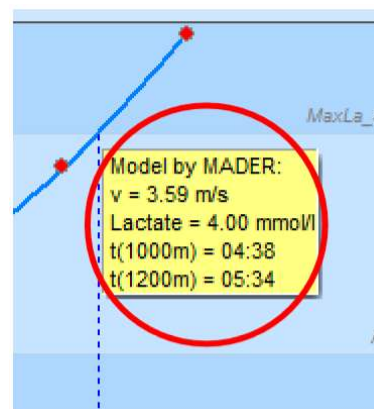 MaxLa_
Model by MADER:
v = 3.59 m/s
Lactate = 4.00 mmol/l
t(1000m) = 04:38
t(1200m) = 05:34